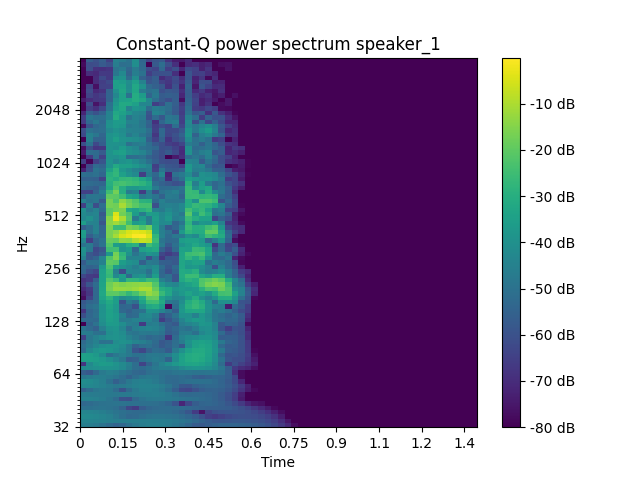 Constant-Q power spectrum speaker_1
Hz
2048
1024
512
256
128
64
32
0 0.15 0.3 0.45 0.6 0.75 0.9 1.1 1.2 1.4
Time
-10 dB
-20 dB
-30 dB
-40 dB
-50 dB
-60 dB
-70 dB
-80 dB